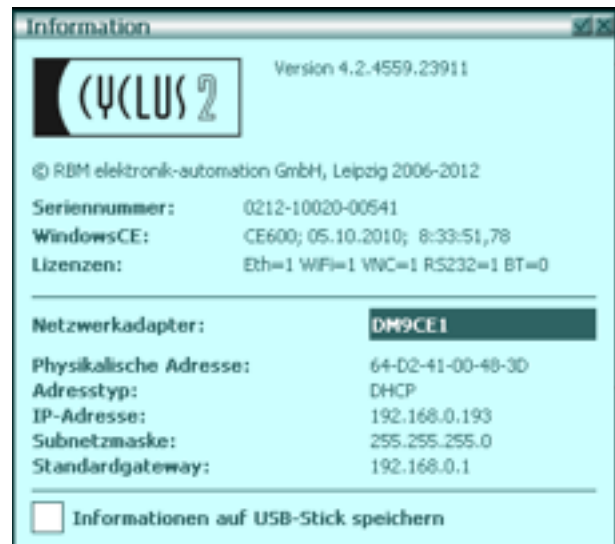 Information
CYCLUS 2
Version 4.2.4559.23911
© RBM elektronik-automation GmbH, Leipzig 2006-2012
Seriennummer: 0212-10020-00541
WindowsCE: CE600; 05.10.2010; 8:33:51,78
Lizenzen: Eth=1 WiFi=1 VNC=1 RS232=1 BT=0
Netzwerkadapter: DM9CE1
Physikalische Adresse: 64-D2-41-00-48-3D
Adresstyp: DHCP
IP-Adresse: 192.168.0.193
Subnetzmaske: 255.255.255.0
Standardgateway: 192.168.0.1
Informationen auf USB-Stick speichern